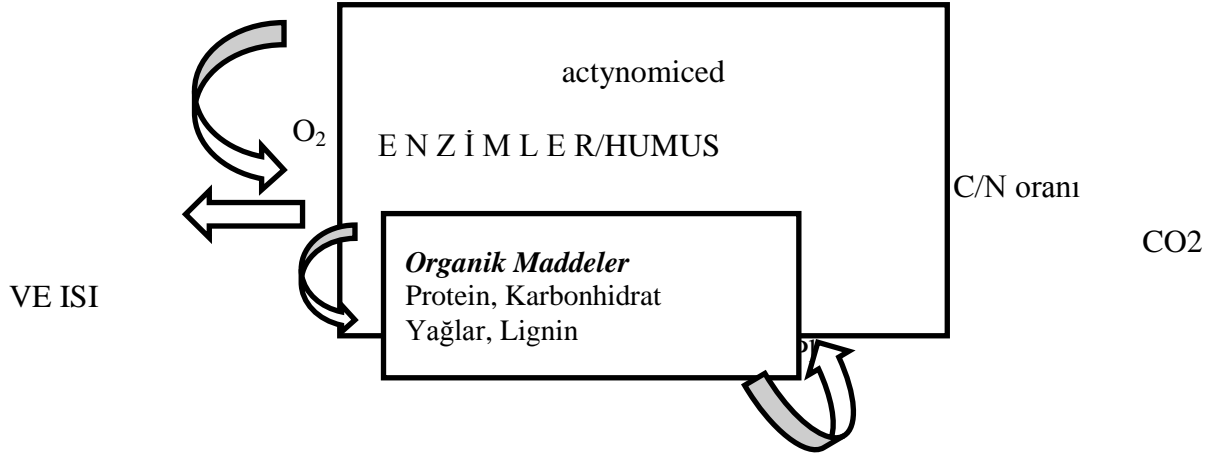 actynomiced
O₂
E N Z İ M L E R/HUMUS
C/N oranı
CO2
Organik Maddeler
Protein, Karbonhidrat
Yağlar, Lignin
VE ISI